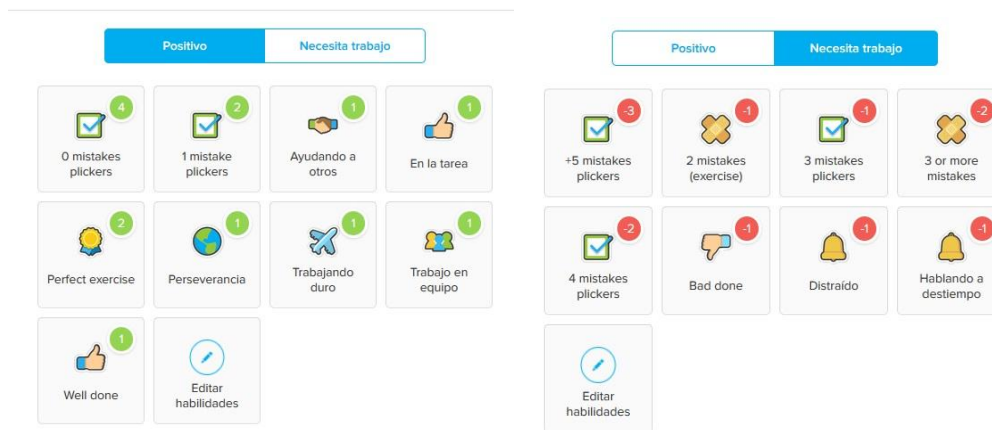 Positivo
Necesita trabajo
4
2
1
1
0 mistakes
plickers
1 mistake
plickers
Ayudando a
otros
En la tarea
2
1
1
1
Perfect exercise
Perseverancia
Trabajando
duro
Trabajo en
equipo
1
Well done
Editar
habilidades
Positivo
Necesita trabajo
-3
-1
-1
-2
+5 mistakes
plickers
2 mistakes
(exercise)
3 mistakes
plickers
3 or more
mistakes
-2
-1
-1
-1
4 mistakes
plickers
Bad done
Distraído
Hablando a
destiempo
Editar
habilidades